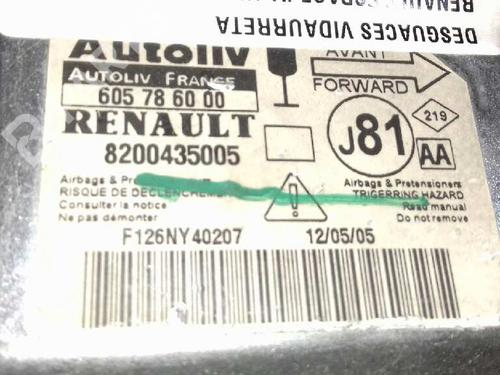 DESGUACES VIDAURRETA
RENAULT
Autoliv
AUTOLIV FRANCE
605 78 60 00
AVANT
FORWARD
RENAULT
8200435005
J81
219
AA
Airbags &
RISQUE DE DECLENCHEMENT
Consulter la notice
Ne pas démonter
Airbags & Pretensioners
TRIGERRING HAZARD
Read manual
Do not remove
F126NY40207
12/05/05